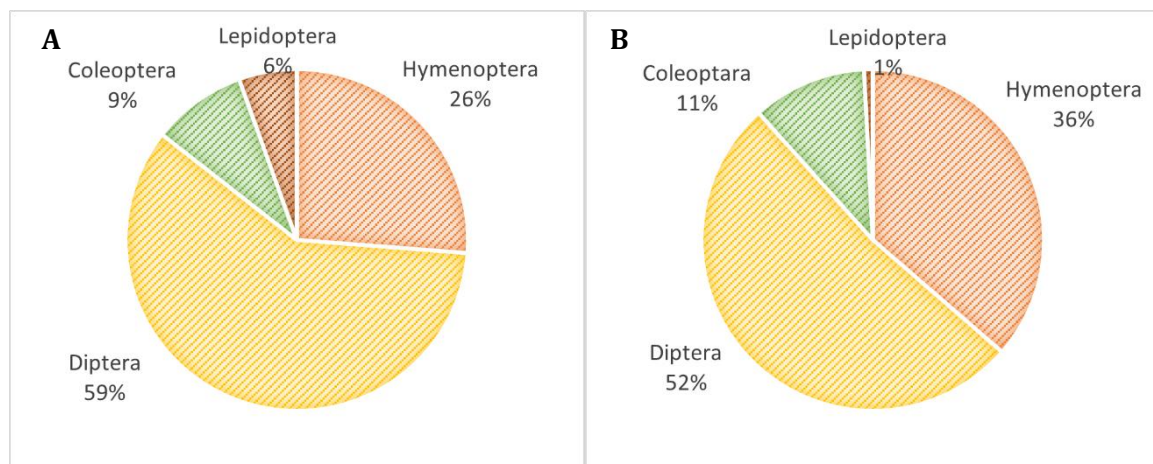 A
Lepidoptera
6%
Coleoptera
9%
Hymenoptera
26%
Diptera
59%
B
Lepidoptera
1%
Coleoptara
11%
Hymenoptera
36%
Diptera
52%